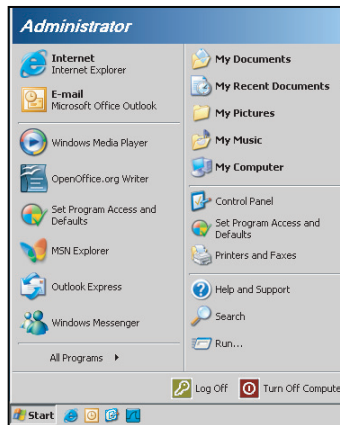 Administrator
Internet
Internet Explorer
E-mail
Microsoft Office Outlook
Windows Media Player
OpenOffice.org Writer
Set Program Access and
Defaults
MSN Explorer
Outlook Express
Windows Messenger
All Programs
My Documents
My Recent Documents
My Pictures
My Music
My Computer
Control Panel
Set Program Access and
Defaults
Printers and Faxes
Help and Support
Search
Run...
Log Off
Turn Off Compute
Start